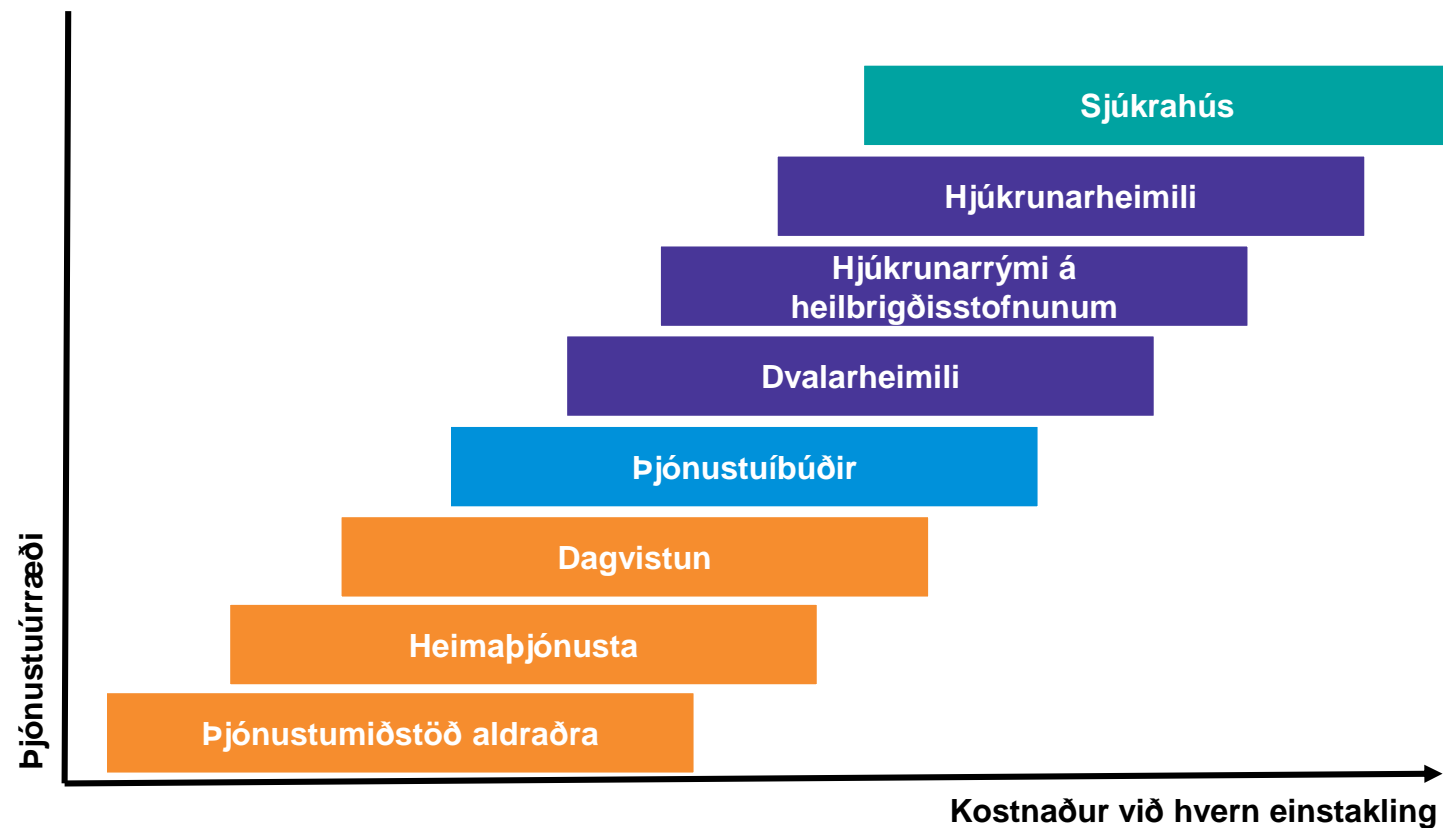 Sjúkrahús
Hjúkrunarheimili
Hjúkrunarrými á
heilbrigðisstofnunum
Dvalarheimili
Þjónustuíbúðir
Dagvistun
Heimaþjónusta
Þjónustumiðstöð aldraðra
Þjónustuúrræði
Kostnaður við hvern einstakling